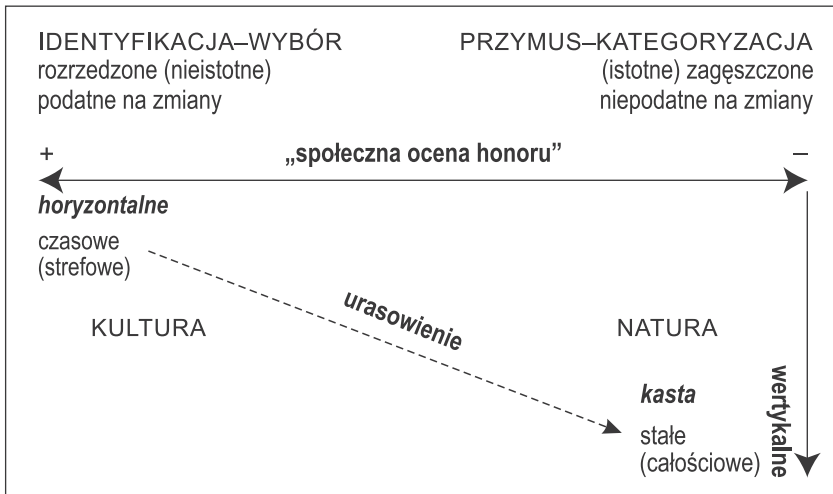 IDENTYFIKACJA–WYBÓR
rozrzedzone (nieistotne)
podatne na zmiany
PRZYMUS–KATEGORYZACJA
(istotne) zagęszczone
niepodatne na zmiany
+
„społeczna ocena honoru”
–
horyzontalne
czasowe
(strefowe)
urasowienie
KULTURA
NATURA
kasta
stałe
(całościowe)
wertykalne